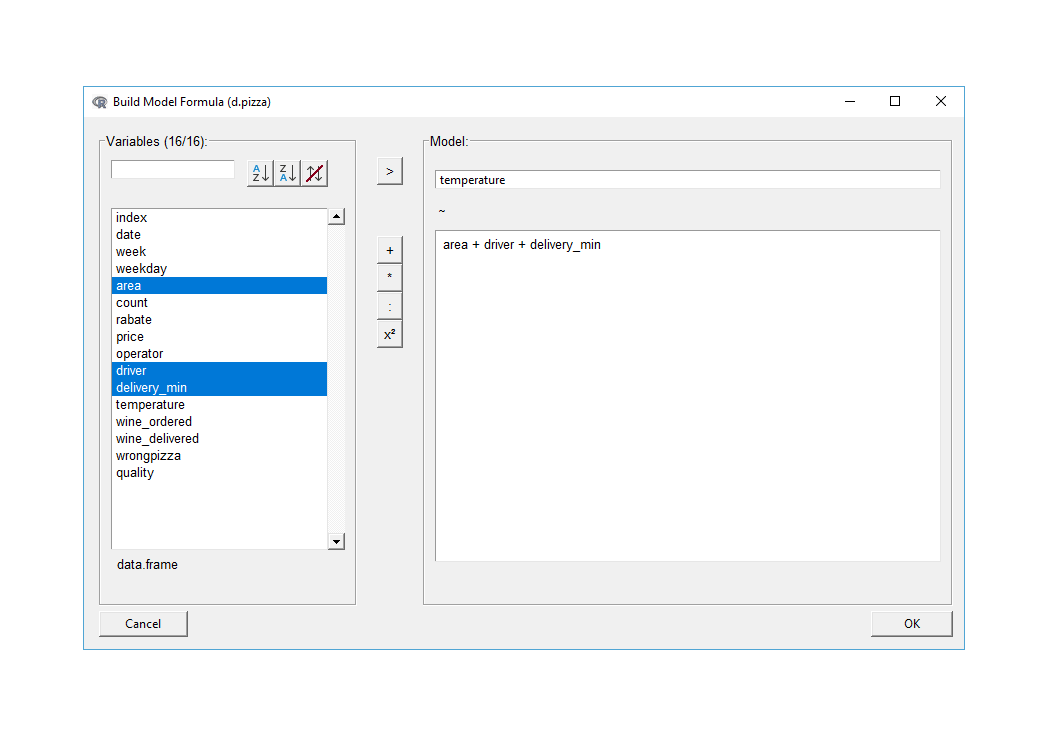 Build Model Formula (d.pizza)
Variables (16/16):
A
Z
Z
A
index
date
week
weekday
area
count
rabate
price
operator
driver
delivery_min
temperature
wine_ordered
wine_delivered
wrongpizza
quality
data.frame
Cancel
>
+
*
:
x²
Model:
temperature
~
area + driver + delivery_min
OK